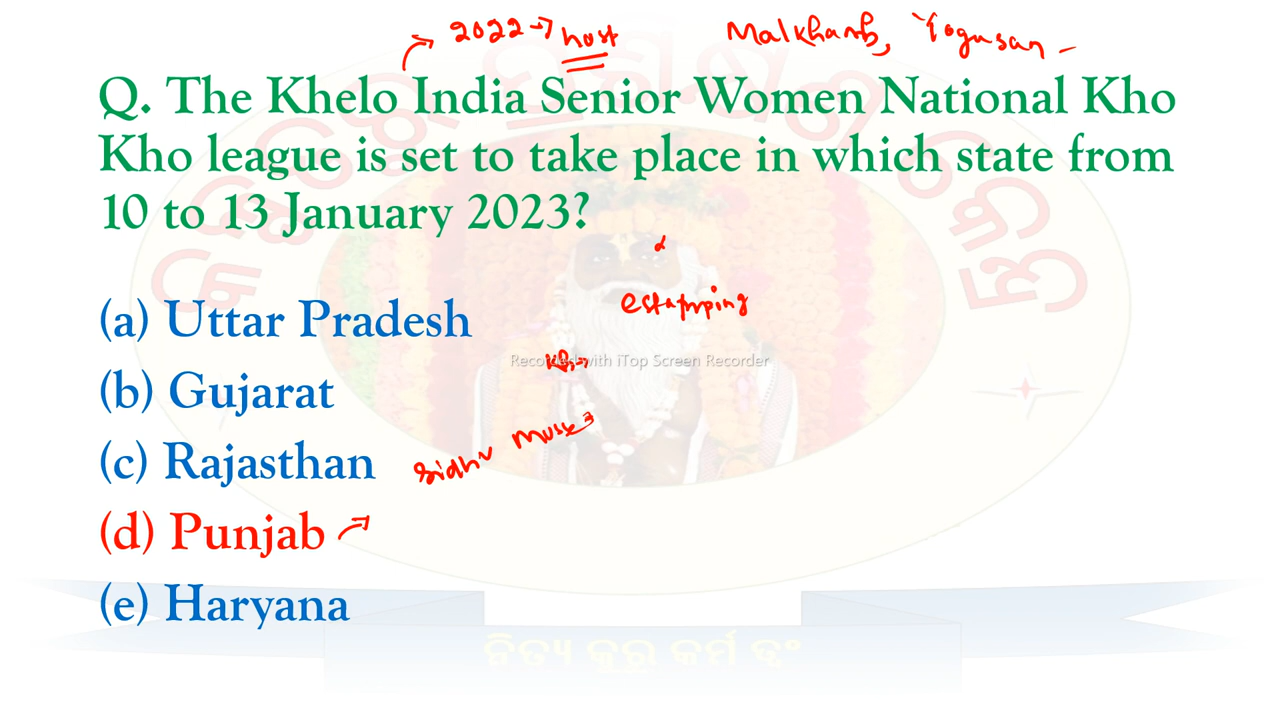 2022 → host Malkhamb, Yogasan -
Q. The Khelo India Senior Women National Kho
Kho league is set to take place in which state from
10 to 13 January 2023?
(a) Uttar Pradesh
estamping
Recorded with iTop Screen Recorder
(b) Gujarat
(c) Rajasthan
Sidhu
(d) Punjab
(e) Haryana
ନିତ୍ୟ କୁରୁ କର୍ମ ତ୍ୱଂ